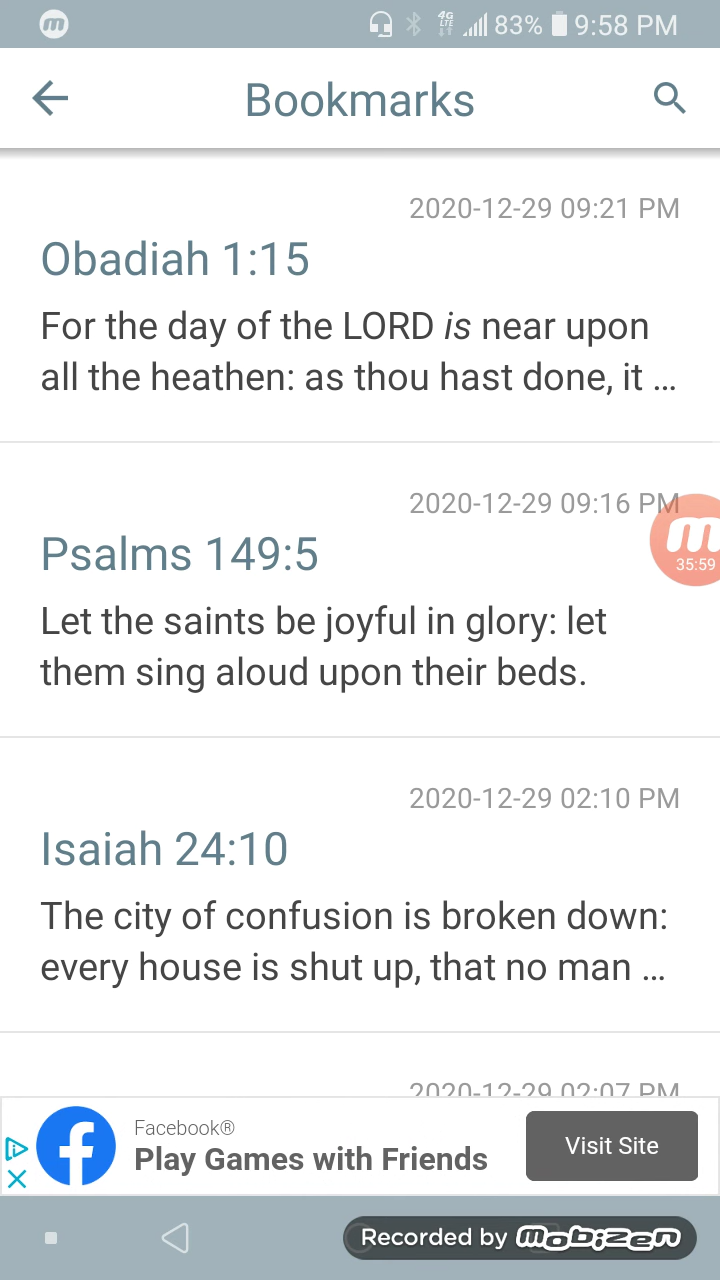 m 4G LTE 83% 9:58 PM
Bookmarks
2020-12-29 09:21 PM
Obadiah 1:15
For the day of the LORD is near upon
all the heathen: as thou hast done, it ...
2020-12-29 09:16 PM
Psalms 149:5
m
35:59
Let the saints be joyful in glory: let
them sing aloud upon their beds.
2020-12-29 02:10 PM
Isaiah 24:10
The city of confusion is broken down:
every house is shut up, that no man ...
2020-12-29 02:07 PM
f
Facebook®
Play Games with Friends
Visit Site
Recorded by mobizen